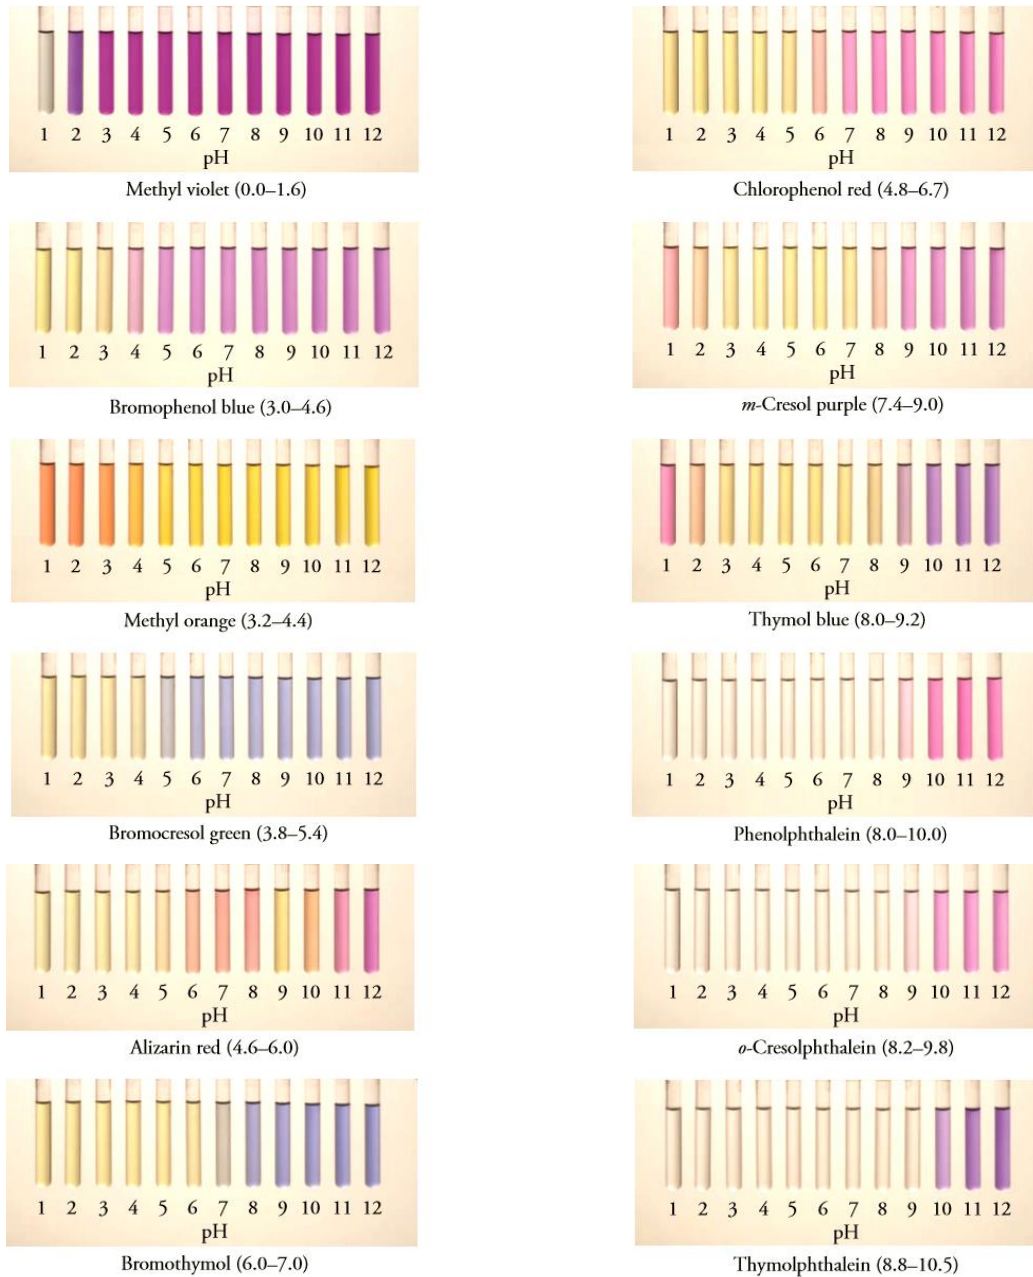 1 2 3 4 5 6 7 8 9 10 11 12
pH
Methyl violet (0.0–1.6)
1 2 3 4 5 6 7 8 9 10 11 12
pH
Chlorophenol red (4.8–6.7)
1 2 3 4 5 6 7 8 9 10 11 12
pH
Bromophenol blue (3.0–4.6)
1 2 3 4 5 6 7 8 9 10 11 12
pH
m-Cresol purple (7.4–9.0)
1 2 3 4 5 6 7 8 9 10 11 12
pH
Methyl orange (3.2–4.4)
1 2 3 4 5 6 7 8 9 10 11 12
pH
Thymol blue (8.0–9.2)
1 2 3 4 5 6 7 8 9 10 11 12
pH
Bromocresol green (3.8–5.4)
1 2 3 4 5 6 7 8 9 10 11 12
pH
Phenolphthalein (8.0–10.0)
1 2 3 4 5 6 7 8 9 10 11 12
pH
Alizarin red (4.6–6.0)
1 2 3 4 5 6 7 8 9 10 11 12
pH
o-Cresolphthalein (8.2–9.8)
1 2 3 4 5 6 7 8 9 10 11 12
pH
Bromothymol (6.0–7.0)
1 2 3 4 5 6 7 8 9 10 11 12
pH
Thymolphthalein (8.8–10.5)